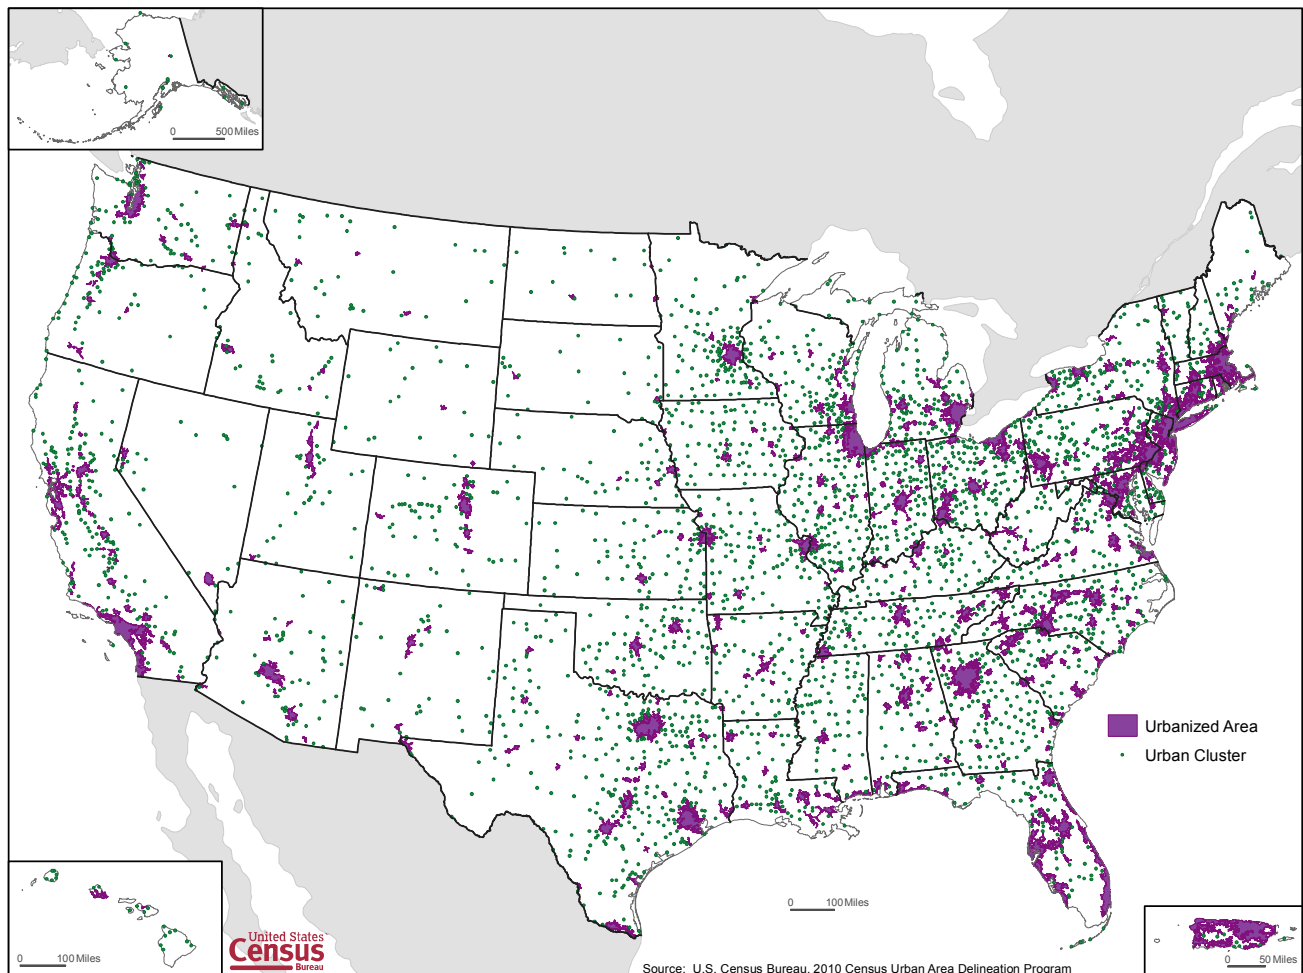 0 500 Miles
Urbanized Area
Urban Cluster
0 100 Miles
0 100 Miles
United States
Census
Bureau
0 50 Miles
Source: U.S. Census Bureau, 2010 Census Urban Area Delineation Program